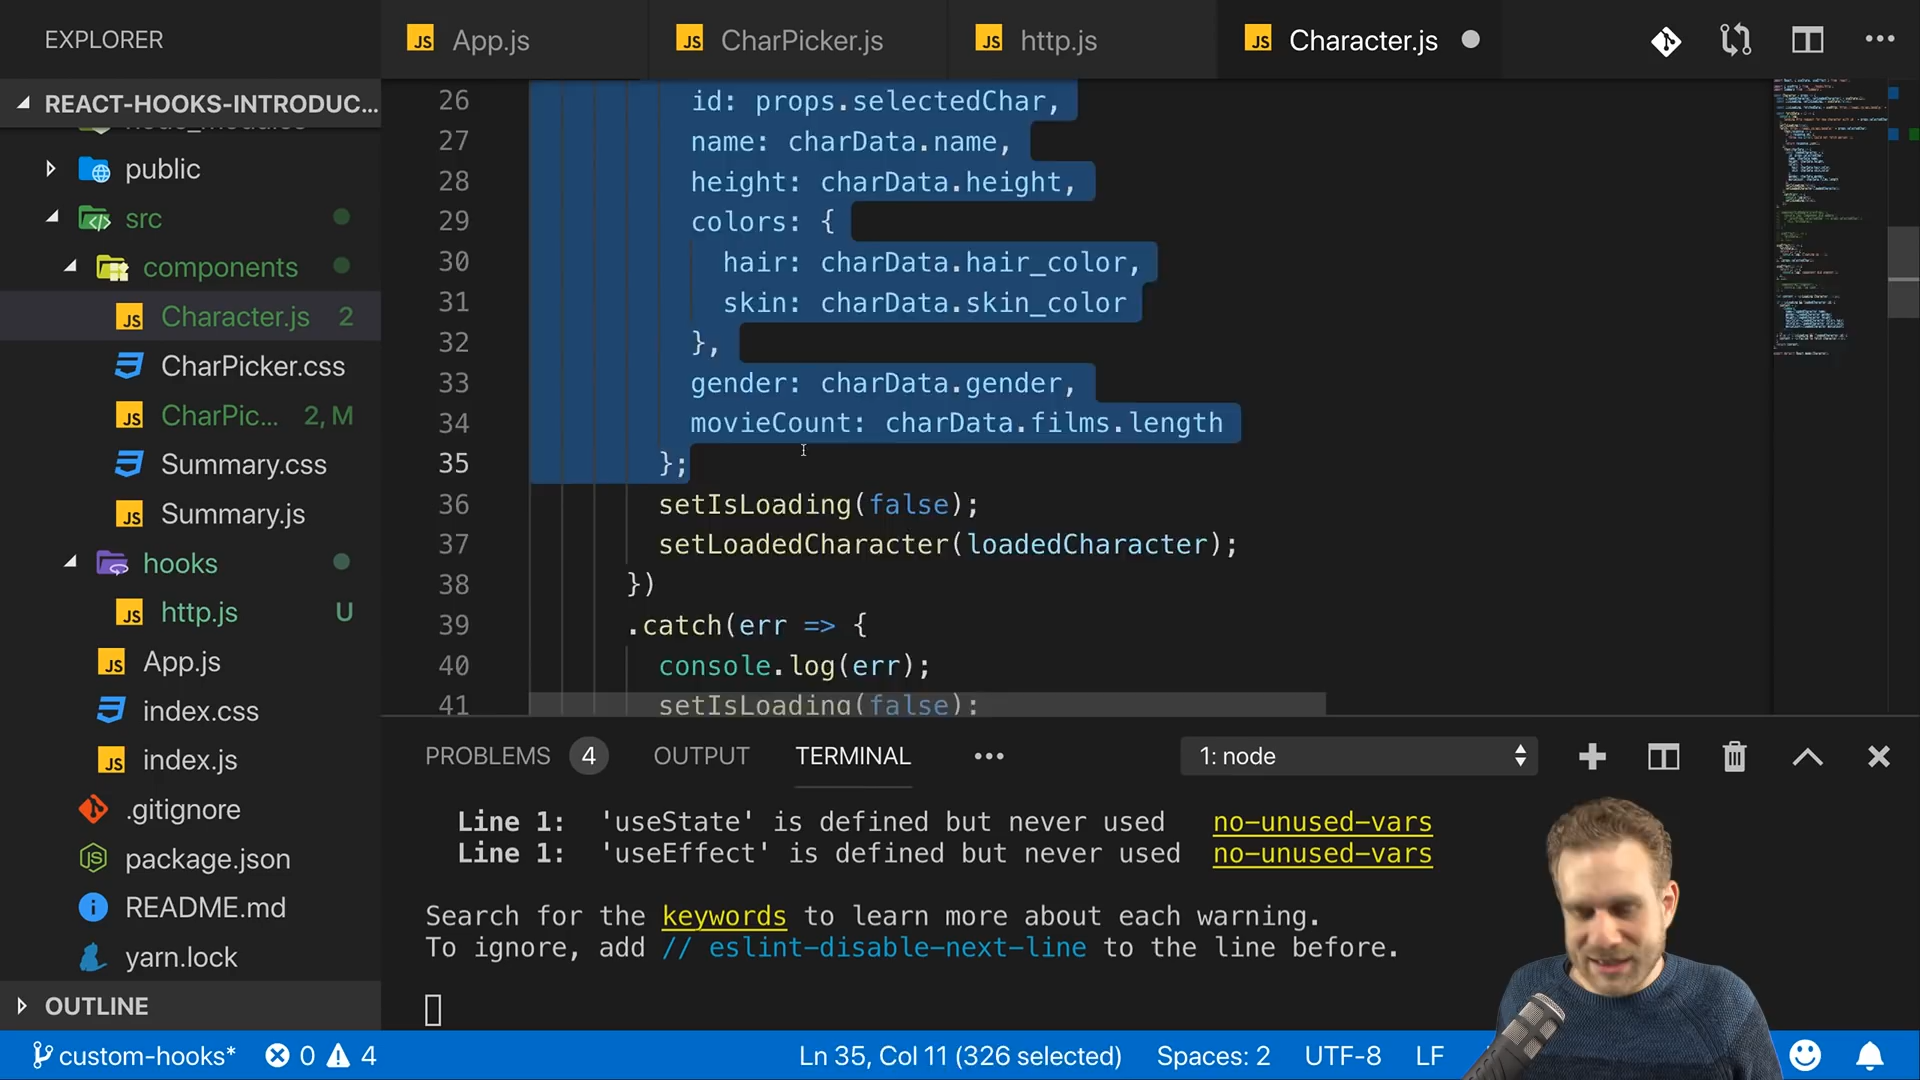 EXPLORER
App.js
CharPicker.js
http.js
Character.js
REACT-HOOKS-INTRODUC...
node_modules
public
src
components
Character.js 2
CharPicker.css
CharPic... 2, M
Summary.css
Summary.js
hooks
http.js U
App.js
index.css
index.js
.gitignore
package.json
README.md
yarn.lock
OUTLINE
26 id: props.selectedChar,
27 name: charData.name,
28 height: charData.height,
29 colors: {
30 hair: charData.hair_color,
31 skin: charData.skin_color
32 },
33 gender: charData.gender,
34 movieCount: charData.films.length
35 };
36 setIsLoading(false);
37 setLoadedCharacter(loadedCharacter);
38 })
39 .catch(err => {
40 console.log(err);
41 setIsLoading(false);
PROBLEMS 4 OUTPUT TERMINAL ••• 1: node
Line 1: 'useState' is defined but never used no-unused-vars
Line 1: 'useEffect' is defined but never used no-unused-vars
Search for the keywords to learn more about each warning.
To ignore, add // eslint-disable-next-line to the line before.
custom-hooks* 0 4 Ln 35, Col 11 (326 selected) Spaces: 2 UTF-8 LF